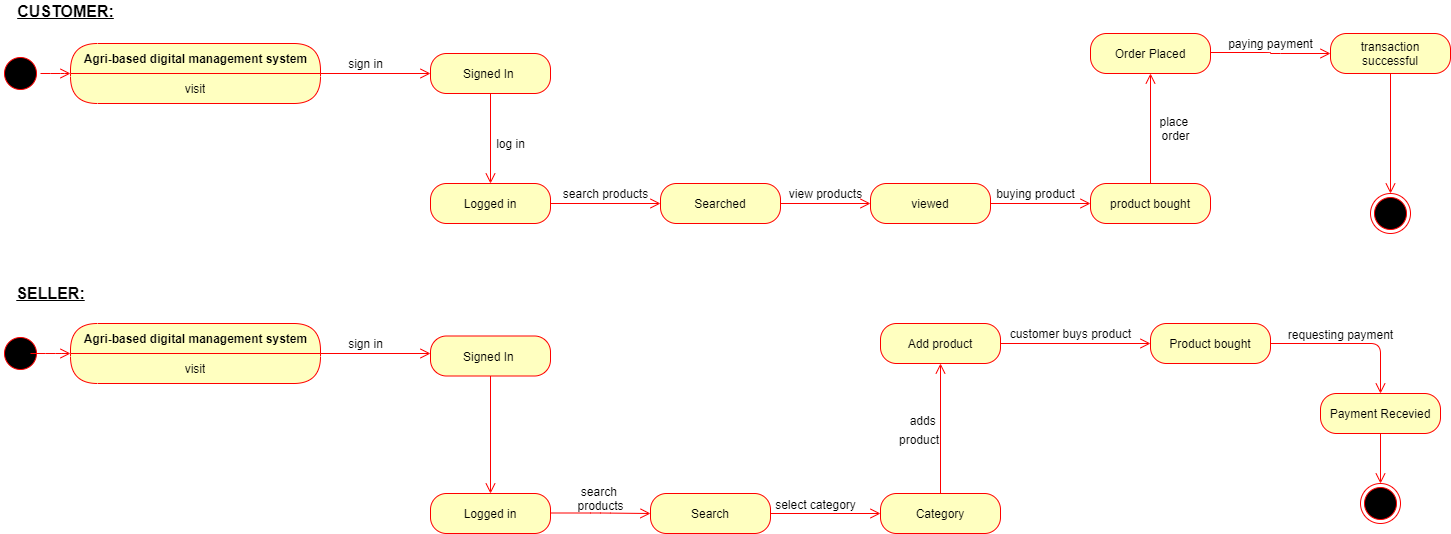 CUSTOMER:
Agri-based digital management system
visit
sign in
Signed In
log in
Logged in
search products
Searched
view products
viewed
buying product
product bought
place
order
Order Placed
paying payment
transaction
successful
SELLER:
Agri-based digital management system
visit
sign in
Signed In
Logged in
search
products
Search
select category
Category
adds
product
Add product
customer buys product
Product bought
requesting payment
Payment Recevied